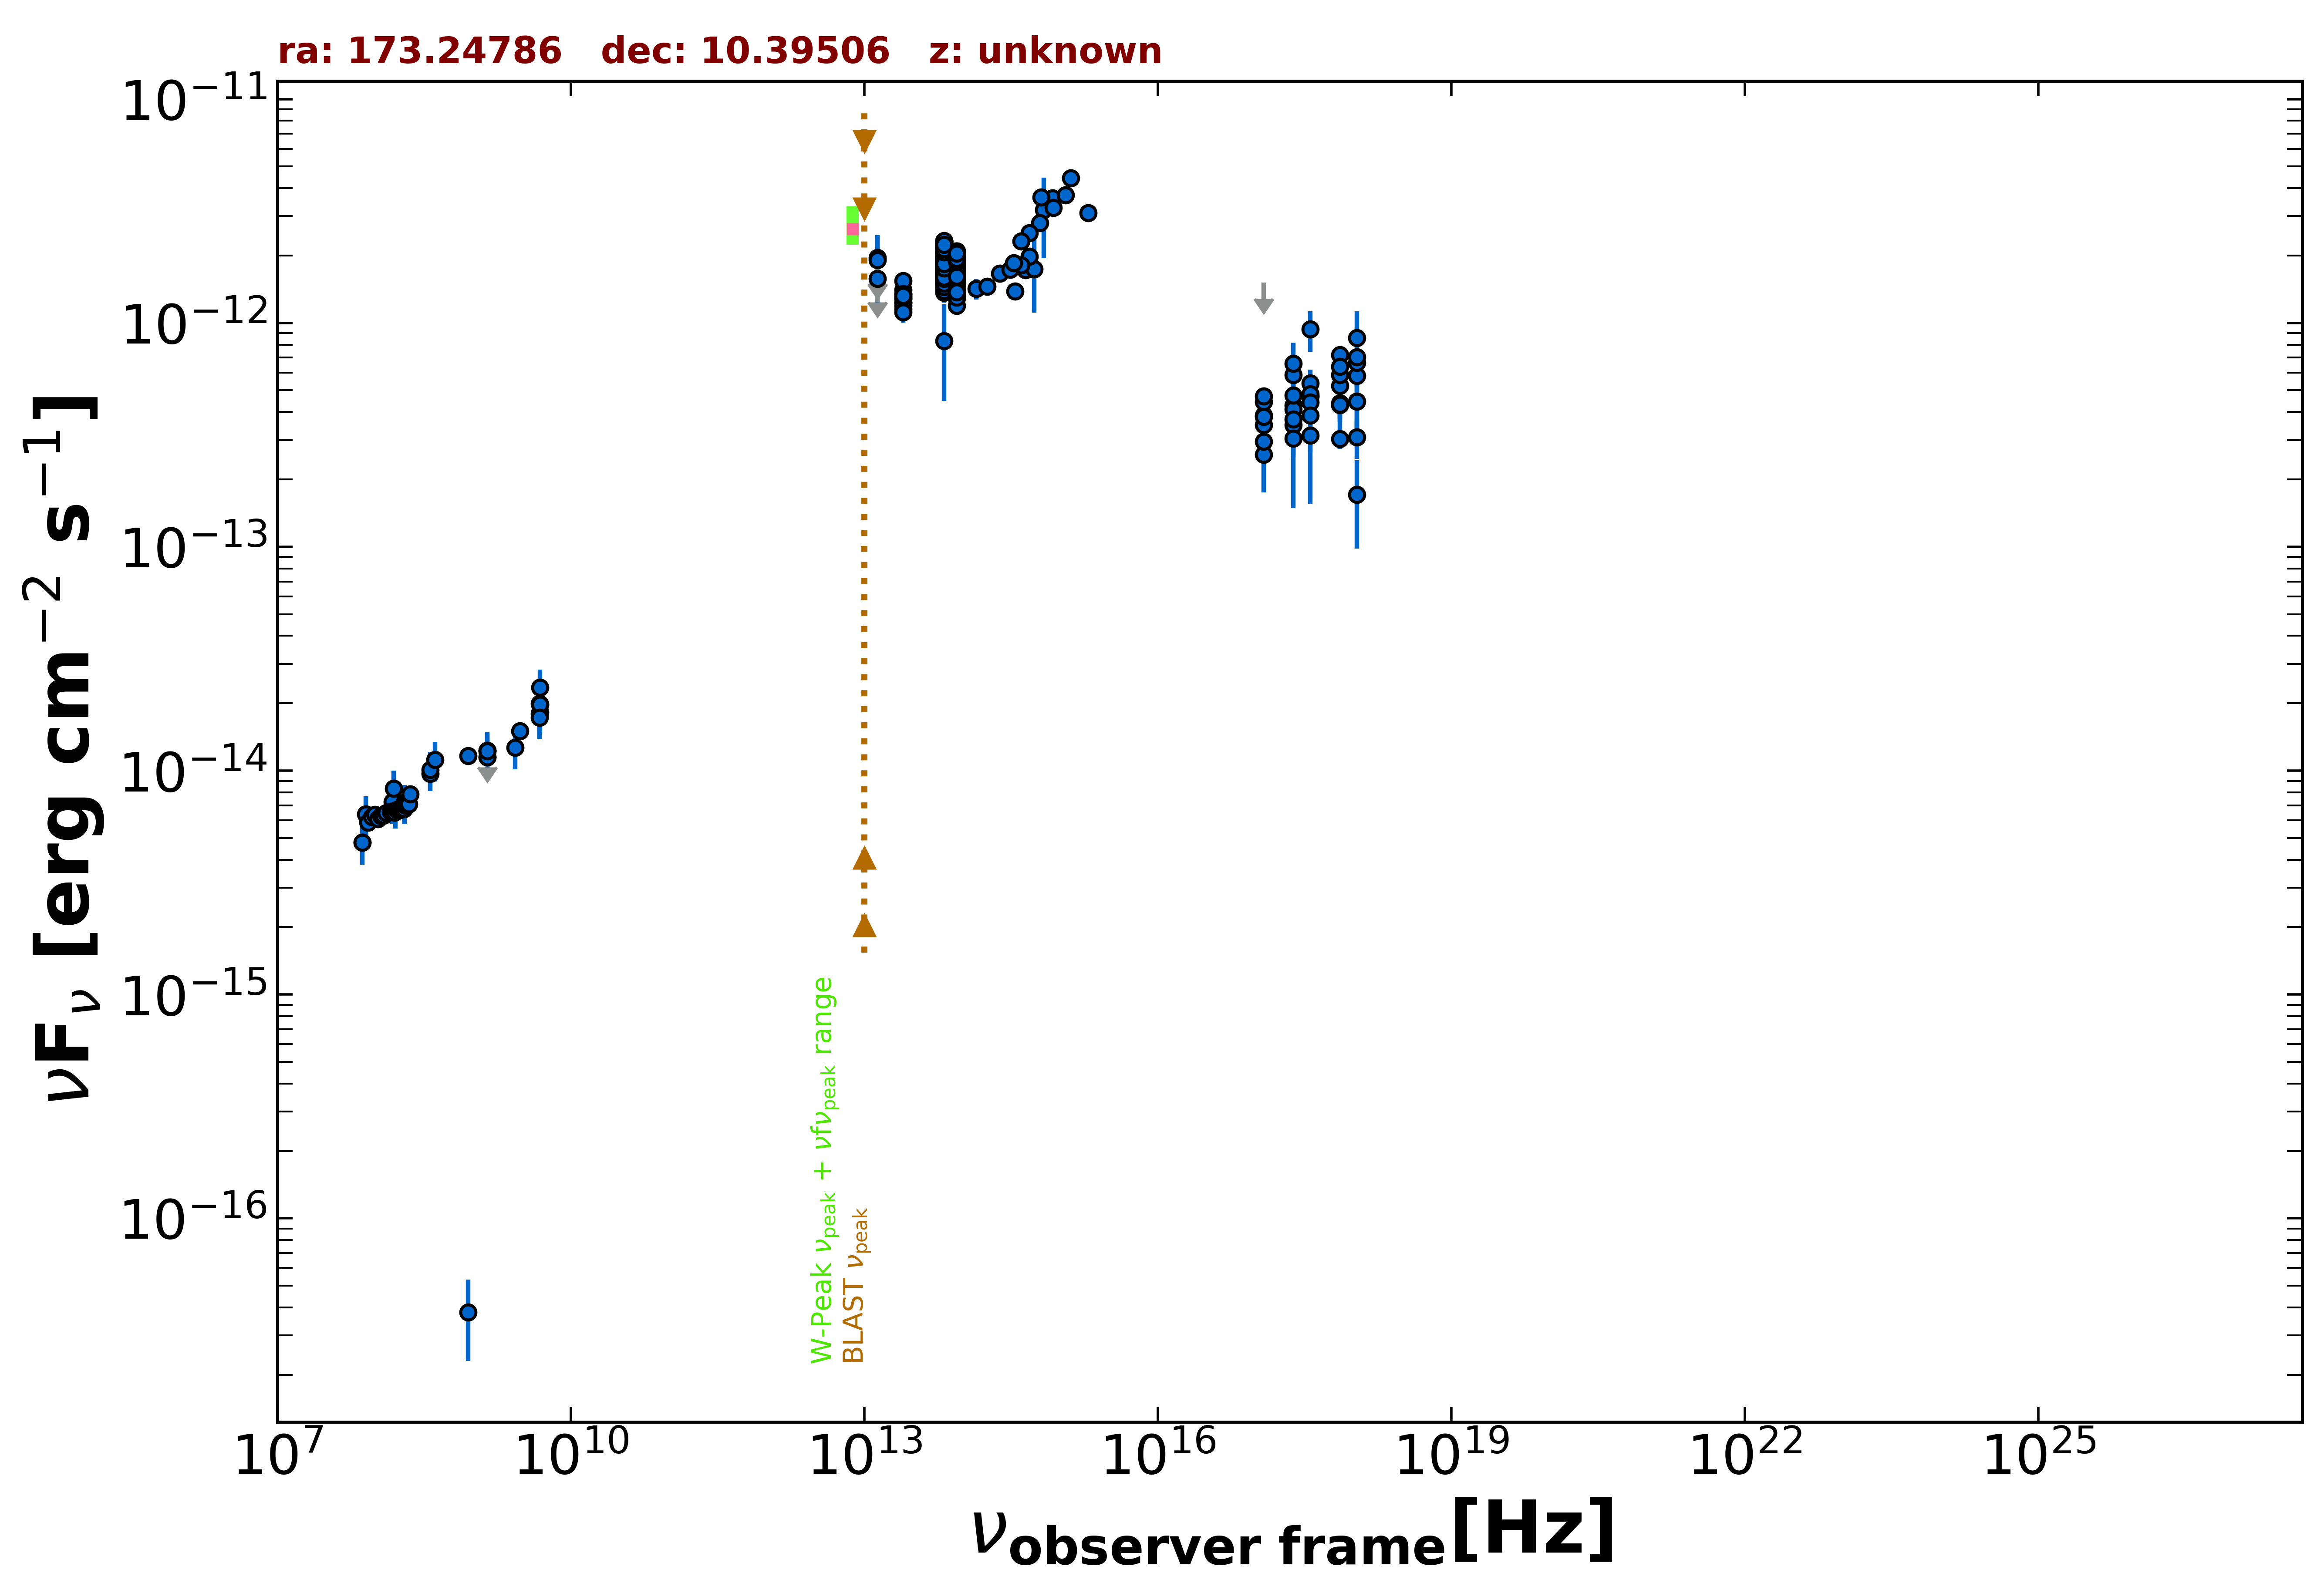 ra: 173.24786 dec: 10.39506 z: unknown
νFν [erg cm⁻² s⁻¹]
10⁻¹¹
10⁻¹²
10⁻¹³
10⁻¹⁴
10⁻¹⁵
10⁻¹⁶
W-Peak νpeak + νfνpeak range
BLAST νpeak
10⁷ 10¹⁰ 10¹³ 10¹⁶ 10¹⁹ 10²² 10²⁵
νobserver frame[Hz]